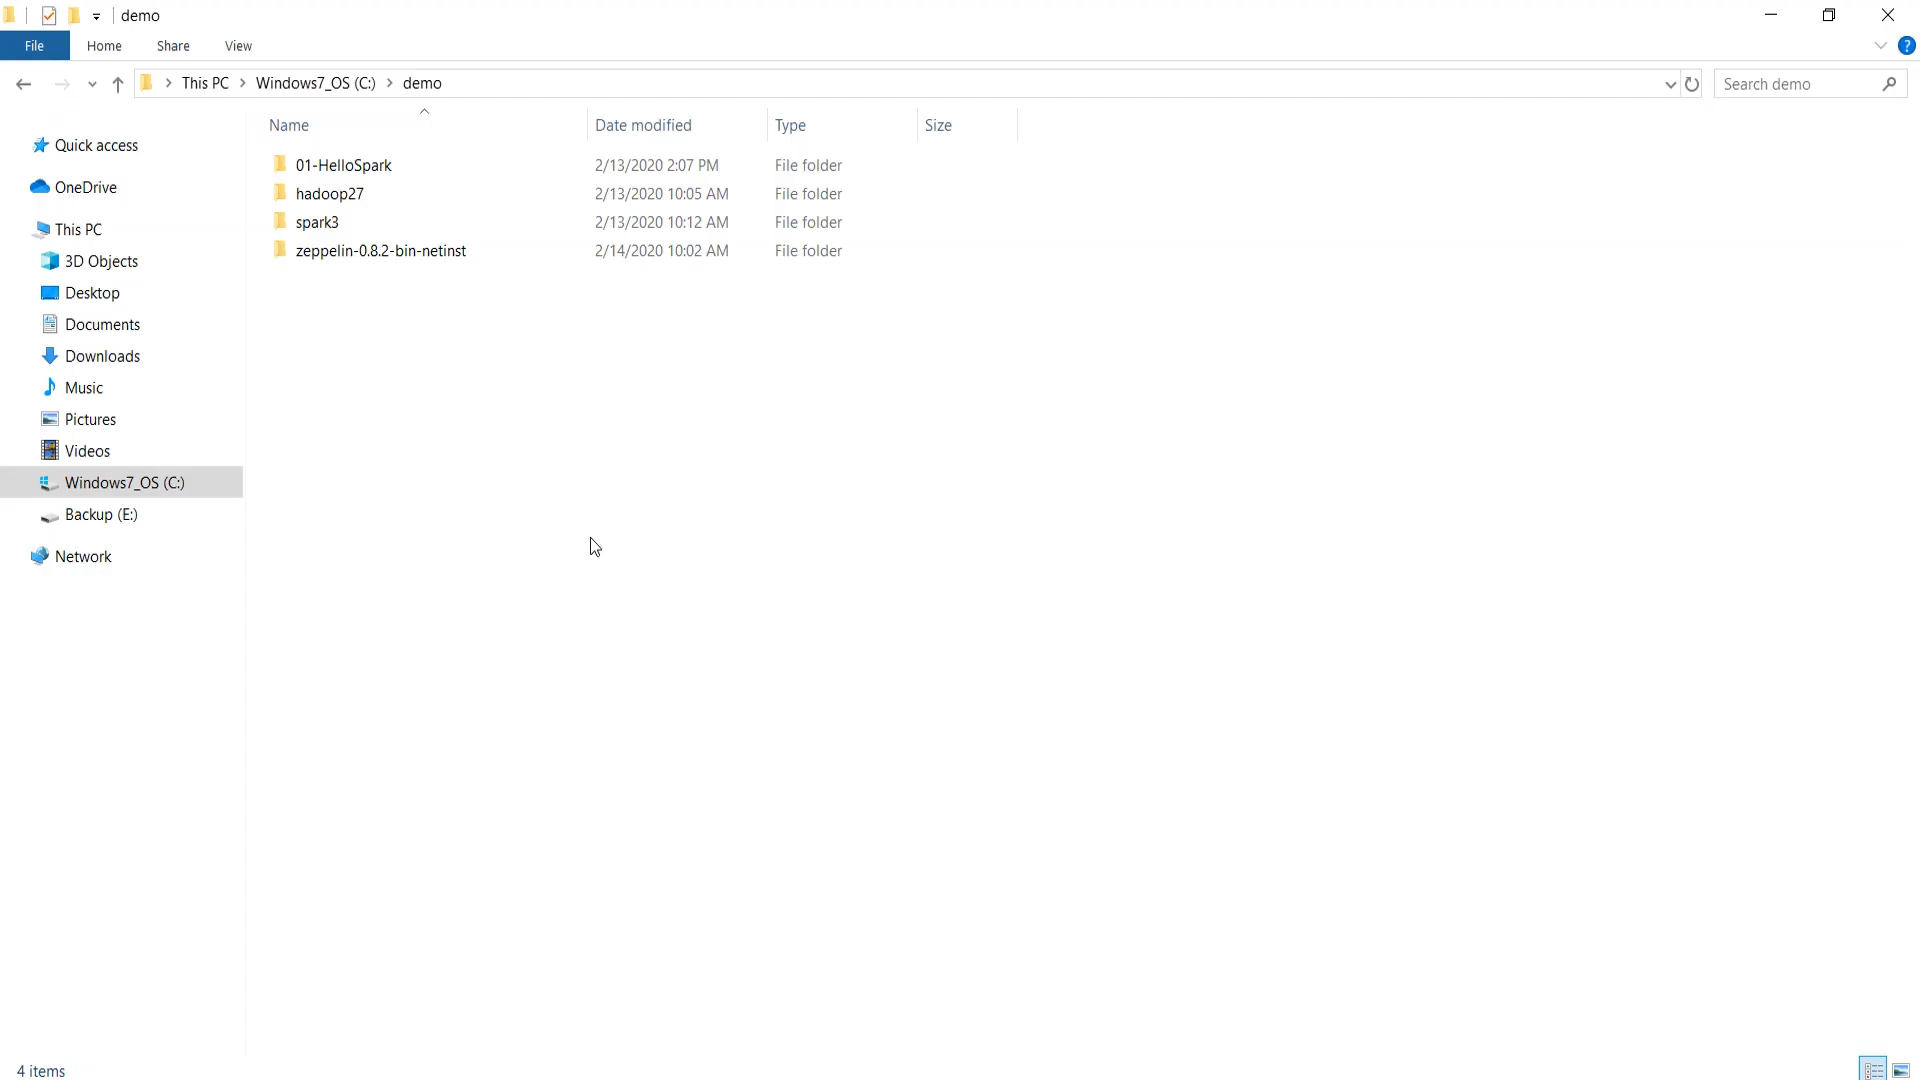 demo
File Home Share View
This PC Windows7_OS (C:) demo Search demo
Name Date modified Type Size
Quick access
OneDrive
This PC
3D Objects
Desktop
Documents
Downloads
Music
Pictures
Videos
Windows7_OS (C:)
Backup (E:)
Network
01-HelloSpark 2/13/2020 2:07 PM File folder
hadoop27 2/13/2020 10:05 AM File folder
spark3 2/13/2020 10:12 AM File folder
zeppelin-0.8.2-bin-netinst 2/14/2020 10:02 AM File folder
4 items